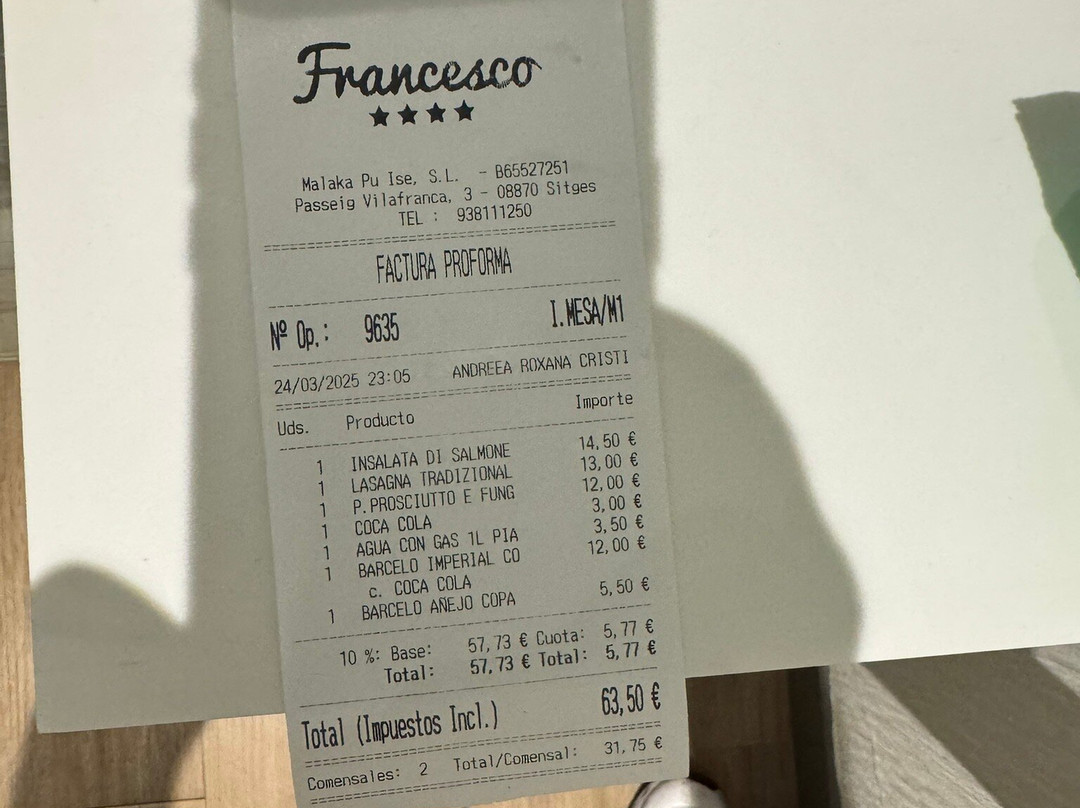 Francesco
★★★★
Malaka Pu Ise, S.L. - B65527251
Passeig Vilafranca, 3 - 08870 Sitges
TEL : 938111250
FACTURA PROFORMA
Nº Op.: 9635 I.MESA/M1
24/03/2025 23:05 ANDREEA ROXANA CRISTI
Uds. Producto Importe
1 INSALATA DI SALMONE 14,50 €
1 LASAGNA TRADIZIONAL 13,00 €
1 P.PROSCIUTTO E FUNG 12,00 €
1 COCA COLA 3,00 €
1 AGUA CON GAS 1L PIA 3,50 €
1 BARCELO IMPERIAL CO 12,00 €
c. COCA COLA
1 BARCELO AÑEJO COPA 5,50 €
10 %: Base: 57,73 € Cuota: 5,77 €
Total: 57,73 € Total: 5,77 €
Total (Impuestos Incl.) 63,50 €
Comensales: 2 Total/Comensal: 31,75 €